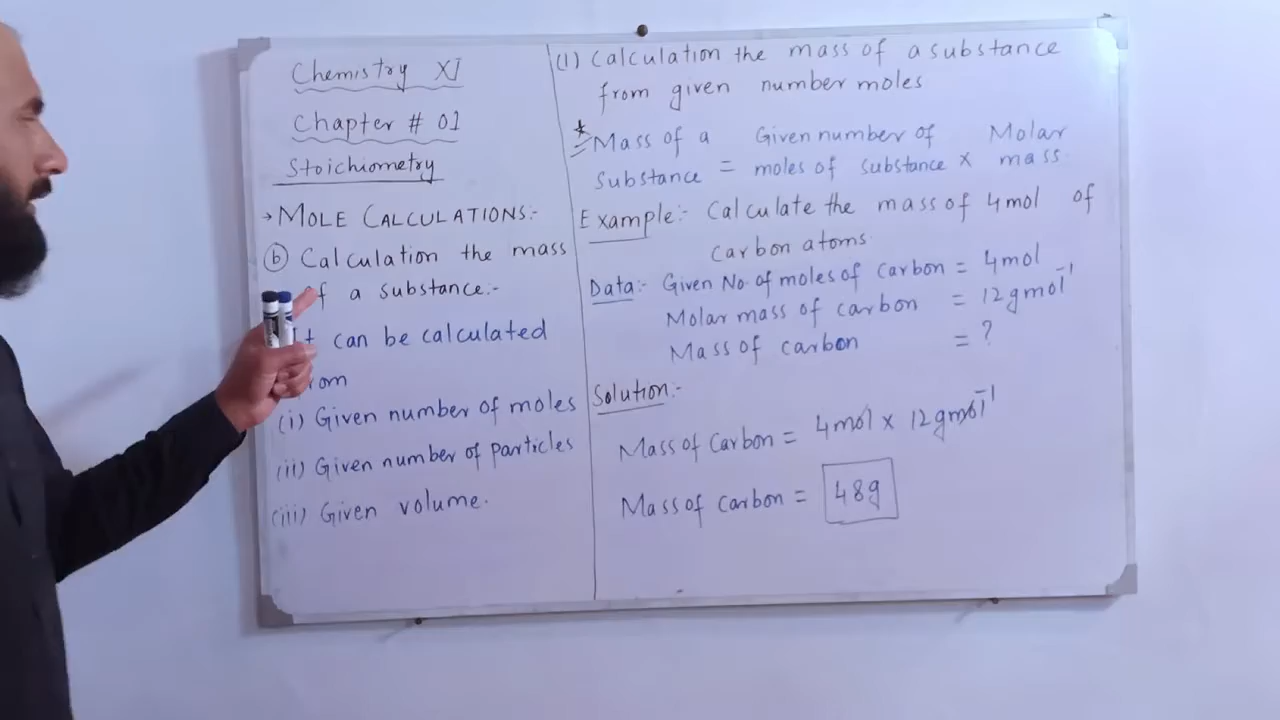 Chemistry XI
Chapter # 01
Stoichiometry
→ MOLE CALCULATIONS:-
(b) Calculation the mass
of a substance:-
It can be calculated
rom
(i) Given number of moles
(ii) Given number of particles
(iii) Given volume.
(1) Calculation the mass of a substance
from given number moles
* Mass of a Given number of Molar
Substance = moles of substance × mass.
Example:- Calculate the mass of 4mol of
Carbon atoms.
Data:- Given No. of moles of Carbon = 4mol
Molar mass of carbon = 12gmol⁻¹
Mass of carbon = ?
Solution:-
Mass of Carbon = 4mol × 12gmol⁻¹
Mass of carbon = 48g